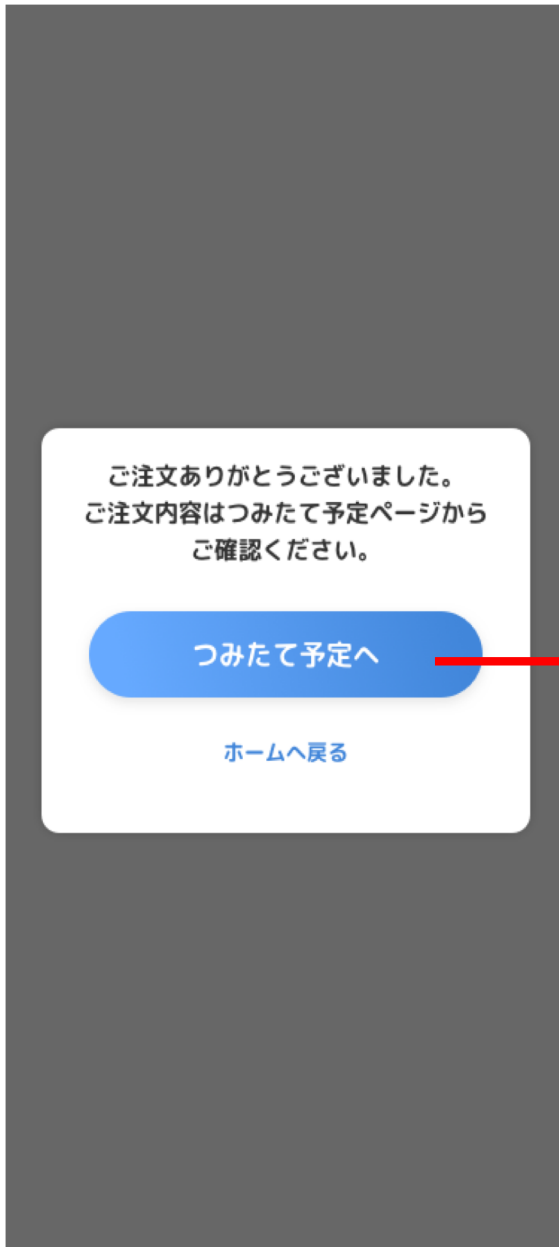 ご注文ありがとうございました。
ご注文内容はつみたて予定ページから
ご確認ください。
つみたて予定へ
ホームへ戻る